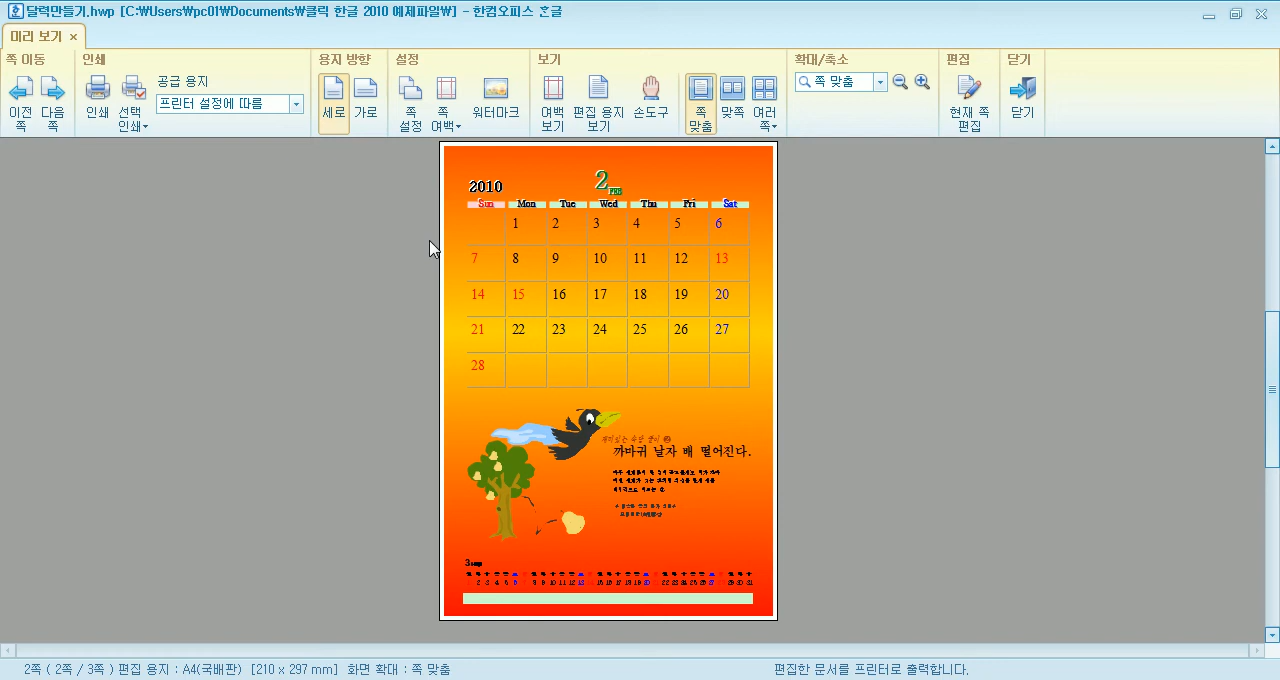 달력만들기.hwp [C:₩Users₩pc01₩Documents₩클릭 한글 2010 예제파일₩] - 한컴오피스 흔글
미리 보기 ×
쪽 이동 인쇄 용지 방향 설정 보기 확대/축소 편집 닫기
공급 용지
프린터 설정에 따름
쪽 맞춤
이전 쪽
다음 쪽
인쇄
선택 인쇄
세로
가로
쪽 설정
쪽 여백
워터마크
여백 보기
편집 용지 보기
손도구
쪽 맞춤
맞쪽
여러 쪽
현재 쪽 편집
닫기
2010 2 FEB
Sun Mon Tue Wed Thu Fri Sat
1 2 3 4 5 6
7 8 9 10 11 12 13
14 15 16 17 18 19 20
21 22 23 24 25 26 27
28
까마귀 날자 배 떨어진다.
2쪽 ( 2쪽 / 3쪽 ) 편집 용지 : A4(국배판) [210 x 297 mm] 화면 확대 : 쪽 맞춤
편집한 문서를 프린터로 출력합니다.